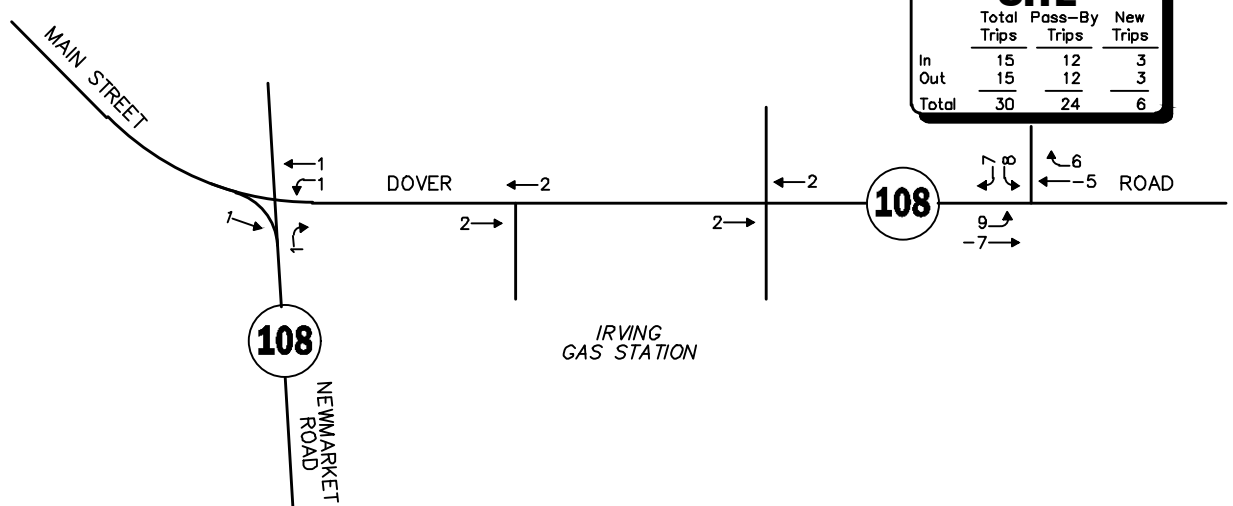 Total Pass-By New
Trips Trips Trips
In 15 12 3
Out 15 12 3
Total 30 24 6
MAIN STREET
1
1
DOVER
2
2
7
8
6
-5
ROAD
108
1
1
2
2
9
-7
108
IRVING
GAS STATION
NEWMARKET
ROAD